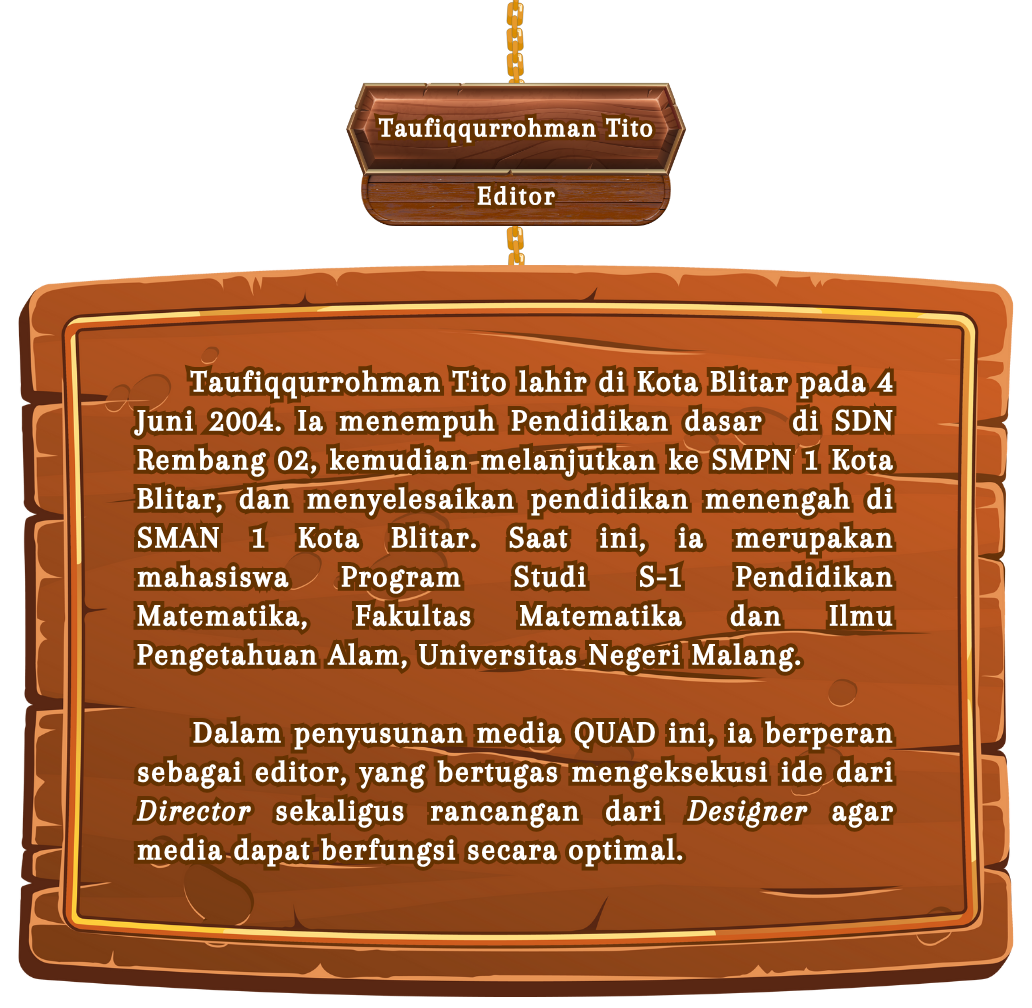 Taufiqqurrohman Tito
Editor
Taufiqqurrohman Tito lahir di Kota Blitar pada 4
Juni 2004. Ia menempuh Pendidikan dasar di SDN
Rembang 02, kemudian melanjutkan ke SMPN 1 Kota
Blitar, dan menyelesaikan pendidikan menengah di
SMAN 1 Kota Blitar. Saat ini, ia merupakan
mahasiswa Program Studi S-1 Pendidikan
Matematika, Fakultas Matematika dan Ilmu
Pengetahuan Alam, Universitas Negeri Malang.
Dalam penyusunan media QUAD ini, ia berperan
sebagai editor, yang bertugas mengeksekusi ide dari
Director sekaligus rancangan dari Designer agar
media dapat berfungsi secara optimal.